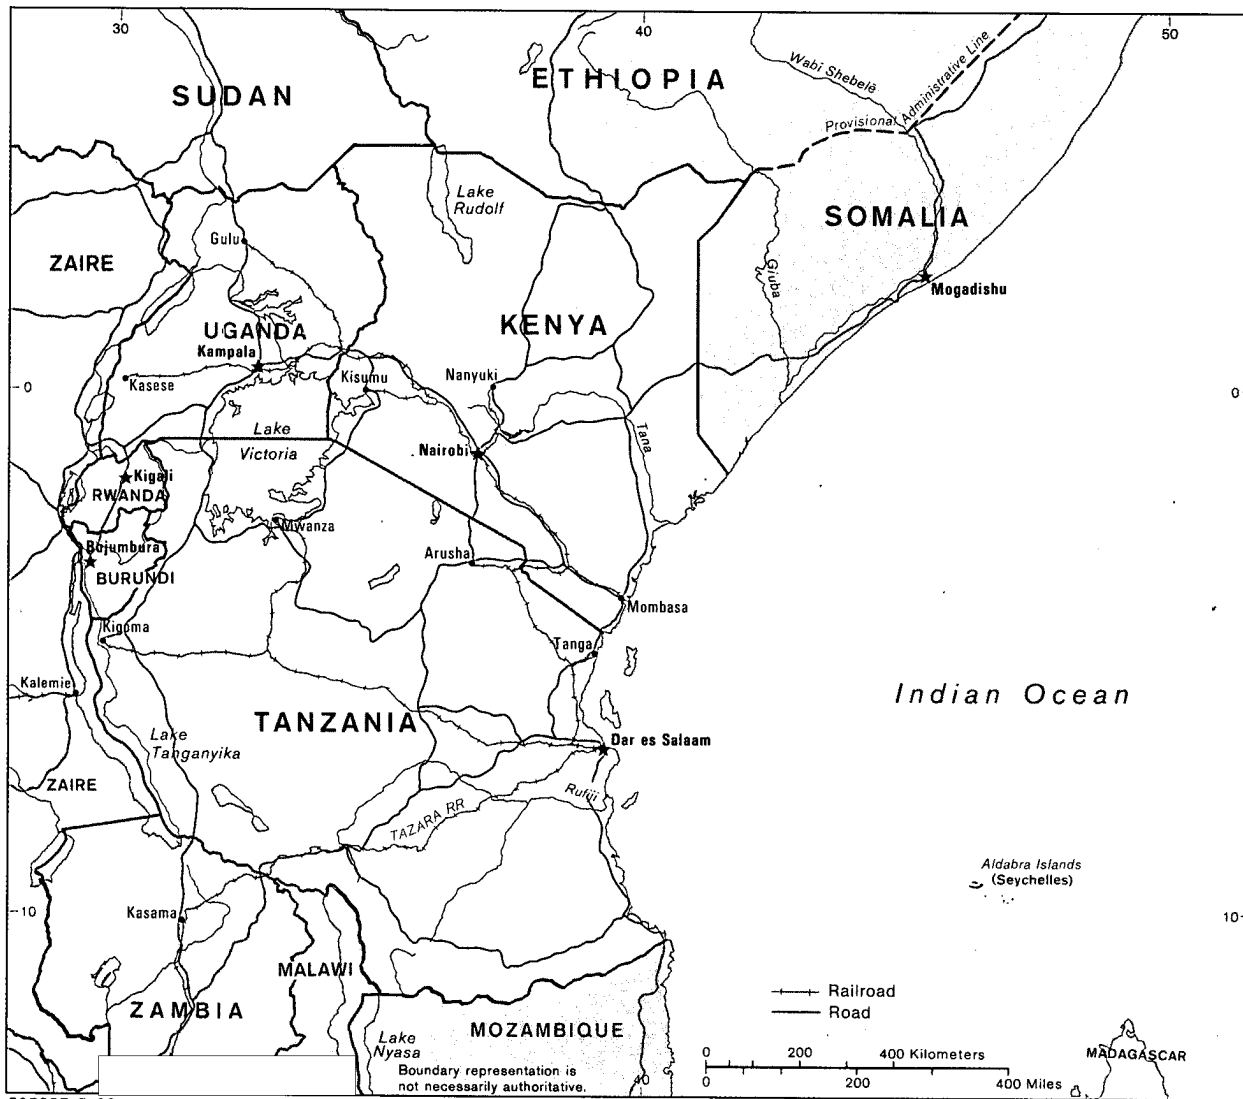 30
40
50
SUDAN
ETHIOPIA
Wabi Shebelē
Provisional Administrative Line
Lake
Rudolf
SOMALIA
Gulu
ZAIRE
Giuba
Mogadishu
UGANDA
KENYA
Kampala
Kasese
Kisumu
Nanyuki
0
0
Lake
Victoria
Tana
Nairobi
Kigali
RWANDA
Mwanza
Bujumbura
BURUNDI
Arusha
Mombasa
Kigoma
Tanga
Kalemie
Indian Ocean
TANZANIA
Lake
Tanganyika
Dar es Salaam
ZAIRE
Rufiji
TAZARA RR
Aldabra Islands
(Seychelles)
Kasama
10
10
MALAWI
ZAMBIA
Railroad
Road
MOZAMBIQUE
Lake
Nyasa
Boundary representation is
not necessarily authoritative.
40
0 200 400 Kilometers
0 200 400 Miles
MADAGASCAR